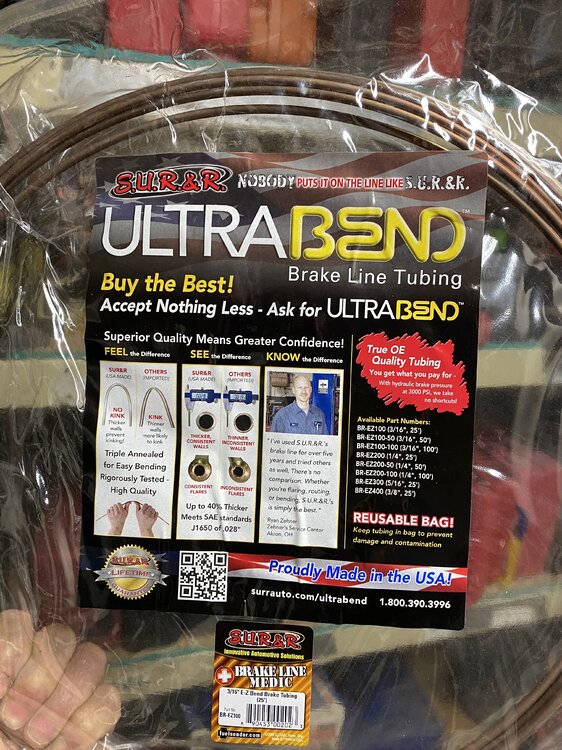 S.U.R.&R. NOBODY PUTS IT ON THE LINE LIKE S.U.R.&R.
ULTRABEND™
Brake Line Tubing
Buy the Best!
Accept Nothing Less - Ask for ULTRABEND™
Superior Quality Means Greater Confidence!
FEEL the Difference
SUR&R
(USA MADE)
OTHERS
(IMPORTED)
NO
KINK
Thicker
walls
prevent
kinking!
KINK
Thinner
walls
more likely
to kink
Triple Annealed
for Easy Bending
Rigorously Tested -
High Quality
SEE the Difference
SUR&R
(USA MADE)
OTHERS
(IMPORTED)
THICKER,
CONSISTENT
WALLS
THINNER,
INCONSISTENT
WALLS
CONSISTENT
FLARES
INCONSISTENT
FLARES
Up to 40% Thicker
Meets SAE standards
J1650 of .028"
KNOW the Difference
"I've used S.U.R.&R.'s
brake line for over five
years and tried others
as well. There's no
comparison. Whether
you're flaring, routing,
or bending, S.U.R.&R.'s
is simply the best."
Ryan Zehner
Zehner's Service Center
Akron, OH
True OE
Quality Tubing
You get what you pay for -
With hydraulic brake pressure
at 3000 PSI, we take
no shortcuts!
Available Part Numbers:
BR-EZ100 (3/16", 25')
BR-EZ100-50 (3/16", 50')
BR-EZ100-100 (3/16", 100')
BR-EZ200 (1/4", 25')
BR-EZ200-50 (1/4", 50')
BR-EZ200-100 (1/4", 100')
BR-EZ300 (5/16", 25')
BR-EZ400 (3/8", 25')
REUSABLE BAG!
Keep tubing in bag to prevent
damage and contamination
S.U.R.&R.
LIFETIME
Proudly Made in the USA!
surrauto.com/ultrabend 1.800.390.3996
S.U.R.&R.
Innovative Automotive Solutions
BRAKE LINE
MEDIC
3/16" E-Z Bend Brake Tubing
(25')
Part No.
BR-EZ100
fuelsender.com